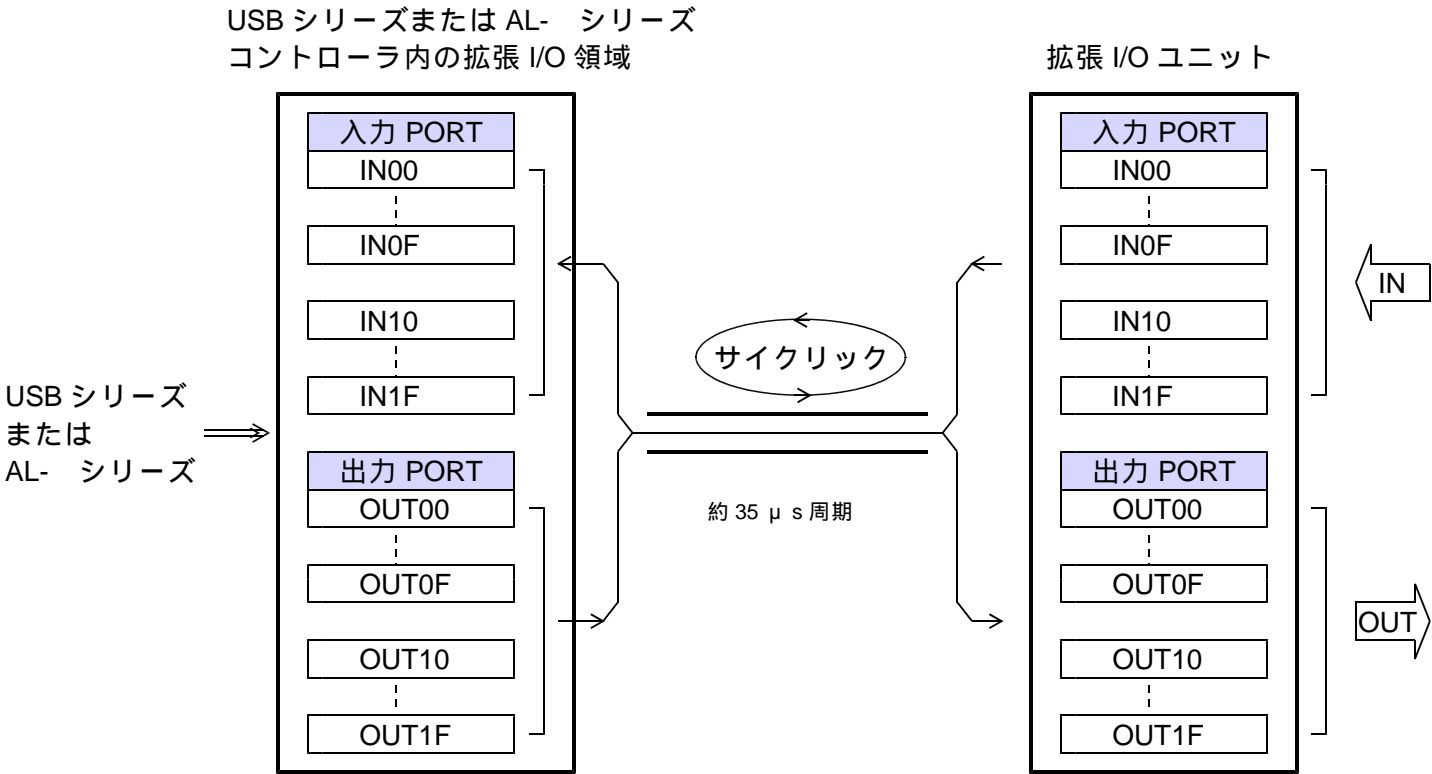 USB シリーズまたは AL-　シリーズ
コントローラ内の拡張 I/O 領域
拡張 I/O ユニット
入力 PORT
IN00
IN0F
IN10
IN1F
出力 PORT
OUT00
OUT0F
OUT10
OUT1F
USB シリーズ
または
AL-　シリーズ
サイクリック
約 35 μ s 周期
入力 PORT
IN00
IN0F
IN10
IN1F
出力 PORT
OUT00
OUT0F
OUT10
OUT1F
IN
OUT